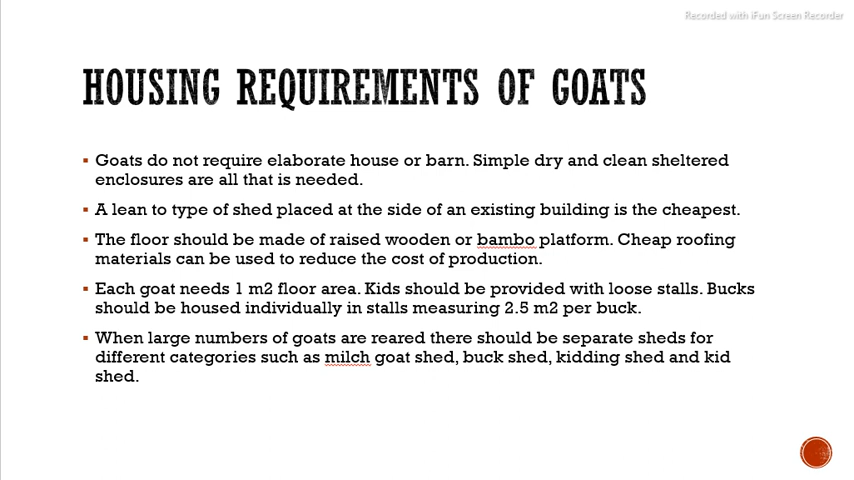 Recorded with iFun Screen Recorder
HOUSING REQUIREMENTS OF GOATS
▪ Goats do not require elaborate house or barn. Simple dry and clean sheltered
enclosures are all that is needed.
▪ A lean to type of shed placed at the side of an existing building is the cheapest.
▪ The floor should be made of raised wooden or bambo platform. Cheap roofing
materials can be used to reduce the cost of production.
▪ Each goat needs 1 m2 floor area. Kids should be provided with loose stalls. Bucks
should be housed individually in stalls measuring 2.5 m2 per buck.
▪ When large numbers of goats are reared there should be separate sheds for
different categories such as milch goat shed, buck shed, kidding shed and kid
shed.